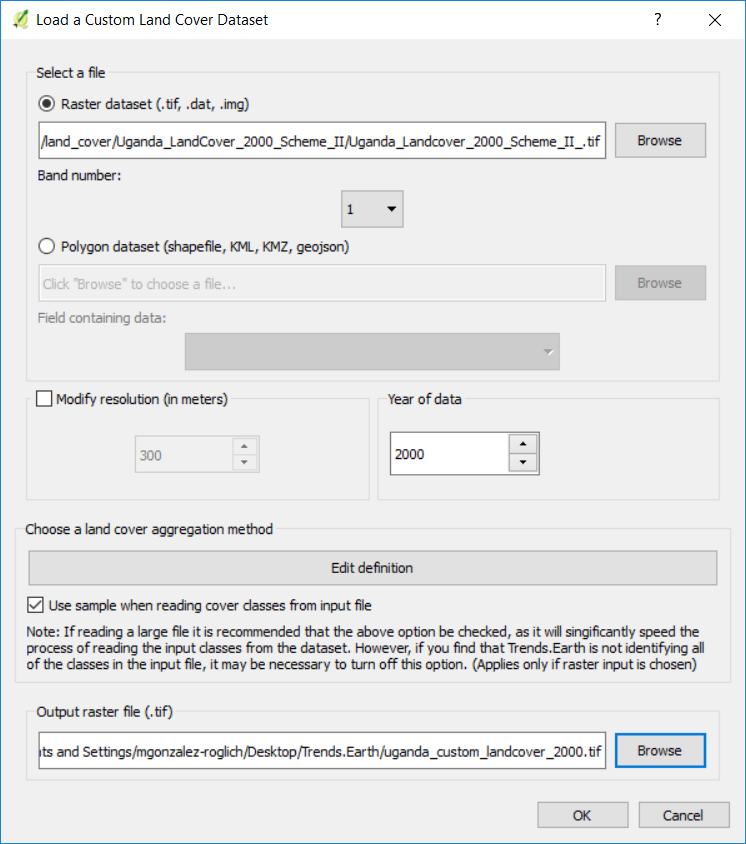 Load a Custom Land Cover Dataset
?
Select a file
Raster dataset (.tif, .dat, .img)
/land_cover/Uganda_LandCover_2000_Scheme_II/Uganda_Landcover_2000_Scheme_II_.tif
Browse
Band number:
1
Polygon dataset (shapefile, KML, KMZ, geojson)
Click "Browse" to choose a file...
Browse
Field containing data:
Modify resolution (in meters)
300
Year of data
2000
Choose a land cover aggregation method
Edit definition
Use sample when reading cover classes from input file
Note: If reading a large file it is recommended that the above option be checked, as it will singificantly speed the
process of reading the input classes from the dataset. However, if you find that Trends.Earth is not identifying all
of the classes in the input file, it may be necessary to turn off this option. (Applies only if raster input is chosen)
Output raster file (.tif)
nts and Settings/mgonzalez-roglich/Desktop/Trends.Earth/uganda_custom_landcover_2000.tif
Browse
OK
Cancel